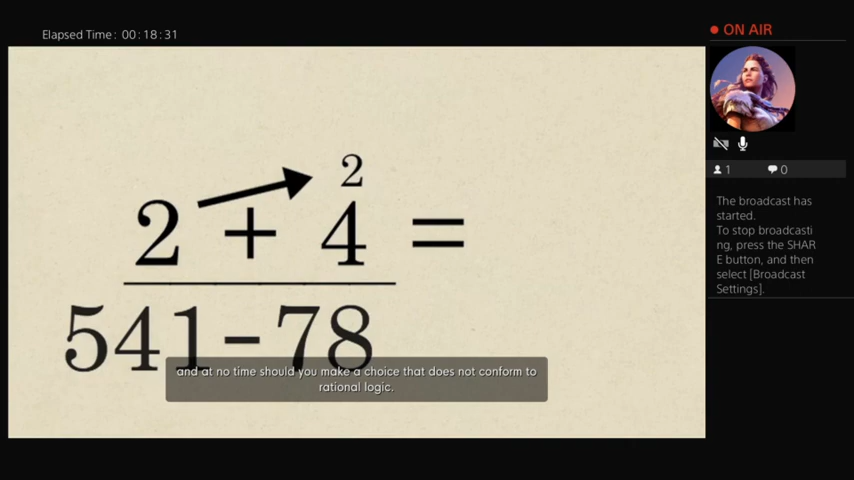 Elapsed Time: 00:18:31
ON AIR
2
2 + 4 =
541-78
and at no time should you make a choice that does not conform to
rational logic.
1
0
The broadcast has
started.
To stop broadcasti
ng, press the SHAR
E button, and then
select [Broadcast
Settings].